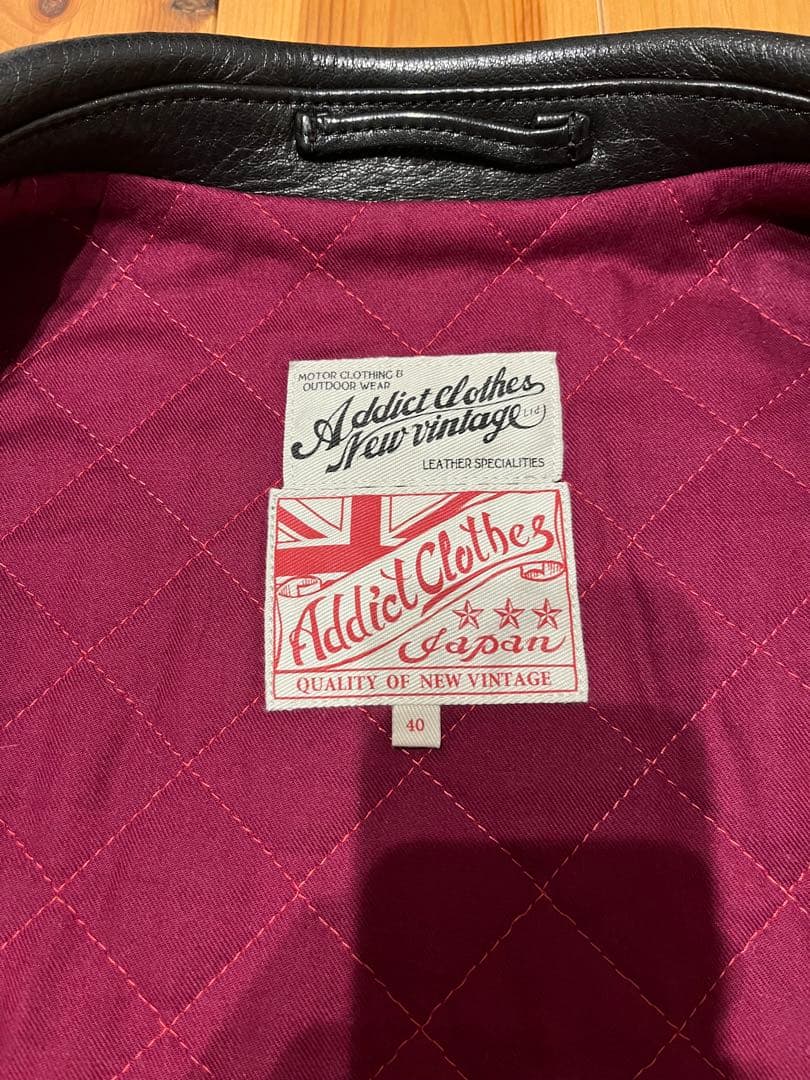 MOTOR CLOTHING &
OUTDOOR WEAR
Addict Clothes
New vintage Ltd
LEATHER SPECIALITIES
Addict Clothes
Japan
QUALITY OF NEW VINTAGE
40